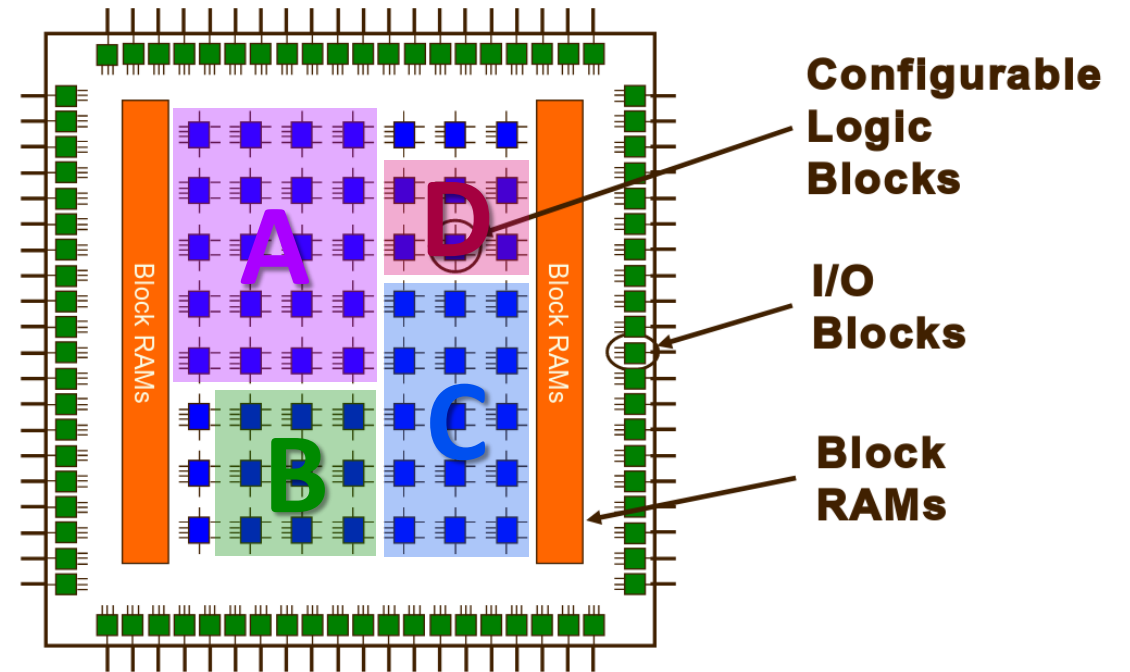 Configurable
Logic
Blocks
I/O
Blocks
Block
RAMs
Block RAMs
Block RAMs
A
D
C
B